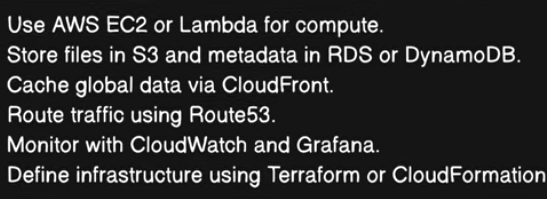 Use AWS EC2 or Lambda for compute.
Store files in S3 and metadata in RDS or DynamoDB.
Cache global data via CloudFront.
Route traffic using Route53.
Monitor with CloudWatch and Grafana.
Define infrastructure using Terraform or CloudFormation